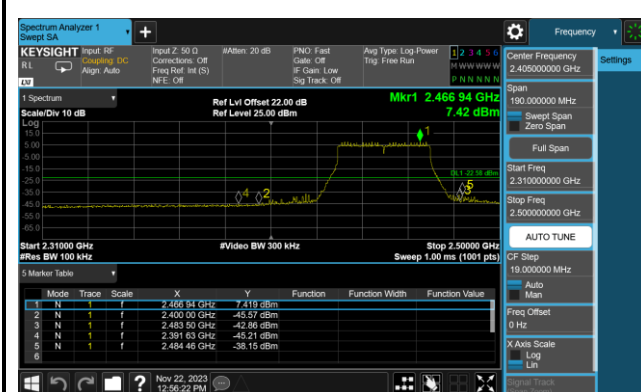 Spectrum Analyzer 1
Swept SA
+
Frequency
KEYSIGHT
Input: RF
Coupling: DC
Align: Auto
Input Z: 50 Ω
Corrections: Off
Freq Ref: Int (S)
NFE: Off
#Atten: 20 dB
PNO: Fast
Gate: Off
IF Gain: Low
Sig Track: Off
Avg Type: Log-Power
Trig: Free Run
1 2 3 4 5 6
M W W W W W
P N N N N N
R L
LXI
1 Spectrum
Scale/Div 10 dB
Log
Ref Lvl Offset 22.00 dB
Ref Level 25.00 dBm
Mkr1 2.466 94 GHz
7.42 dBm
15.0
5.00
-5.00
-15.0
-25.0
-35.0
-45.0
-55.0
-65.0
1
DL1 -22.58 dBm
4 2
5
Start 2.31000 GHz
#Res BW 100 kHz
#Video BW 300 kHz
Stop 2.50000 GHz
Sweep 1.00 ms (1001 pts)
5 Marker Table
Mode Trace Scale X Y Function Function Width Function Value
1 N 1 f 2.466 94 GHz 7.419 dBm
2 N 1 f 2.400 00 GHz -45.57 dBm
3 N 1 f 2.483 50 GHz -42.86 dBm
4 N 1 f 2.391 63 GHz -45.21 dBm
5 N 1 f 2.484 46 GHz -38.15 dBm
6
Nov 22, 2023
12:56:22 PM
?
Center Frequency
2.405000000 GHz
Settings
Span
190.000000 MHz
Swept Span
Zero Span
Full Span
Start Freq
2.310000000 GHz
Stop Freq
2.500000000 GHz
AUTO TUNE
CF Step
19.000000 MHz
Auto
Man
Freq Offset
0 Hz
X Axis Scale
Log
Lin
Signal Track